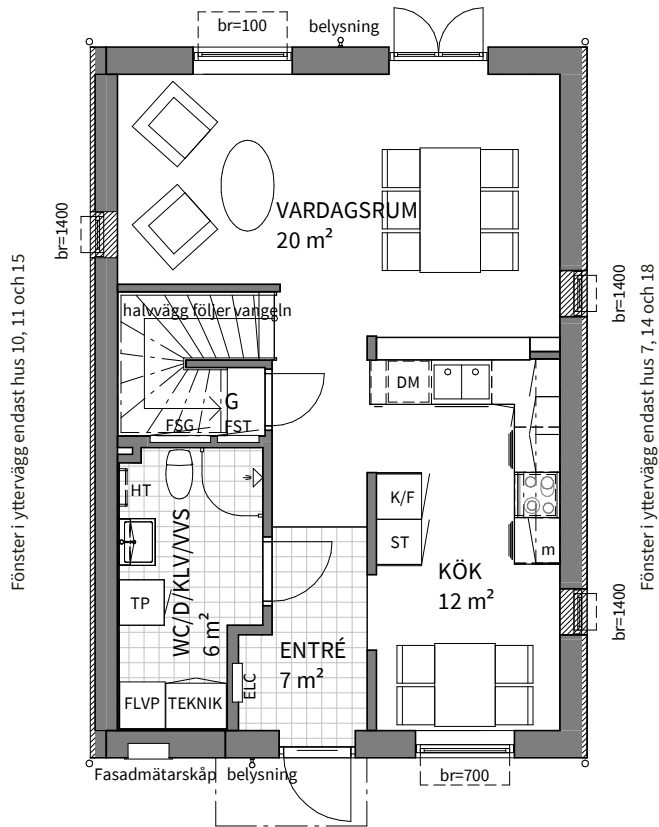 br=100
belysning
br=1400
VARDAGSRUM
20 m²
Fönster i yttervägg endast hus 10, 11 och 15
br=1400
Fönster i yttervägg endast hus 7, 14 och 18
halvvägg följer vangeln
DM
G
FSG
FST
HT
K/F
ST
m
WC/D/KLV/VVS
6 m²
KÖK
12 m²
TP
br=1400
ENTRÉ
7 m²
ELC
FLVP
TEKNIK
Fasadmätarskåp
belysning
br=700